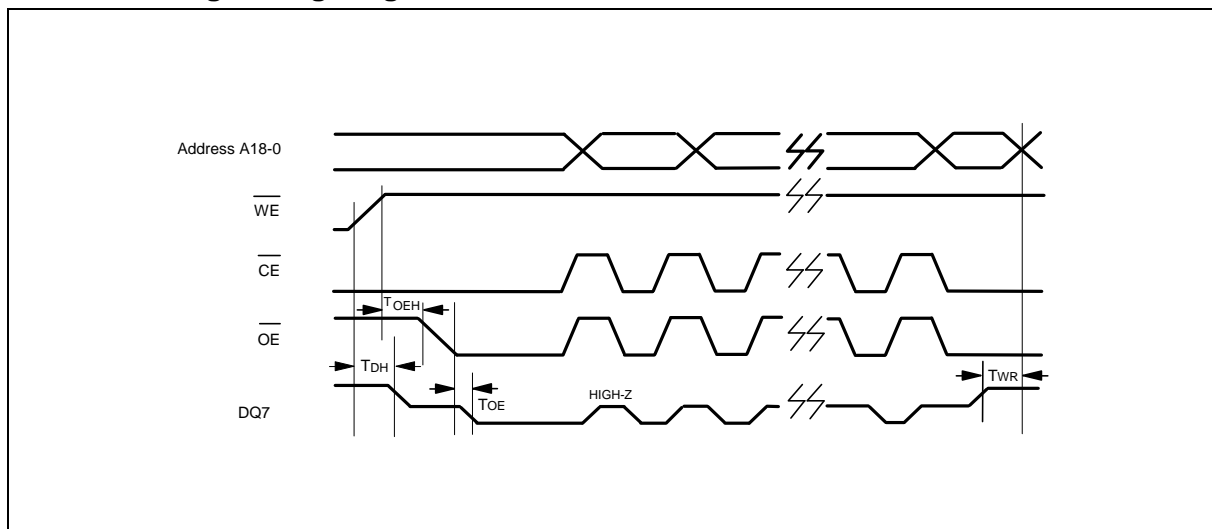 Address A18-0
WE
CE
TOEH
OE
TDH
TWR
TOE
HIGH-Z
DQ7